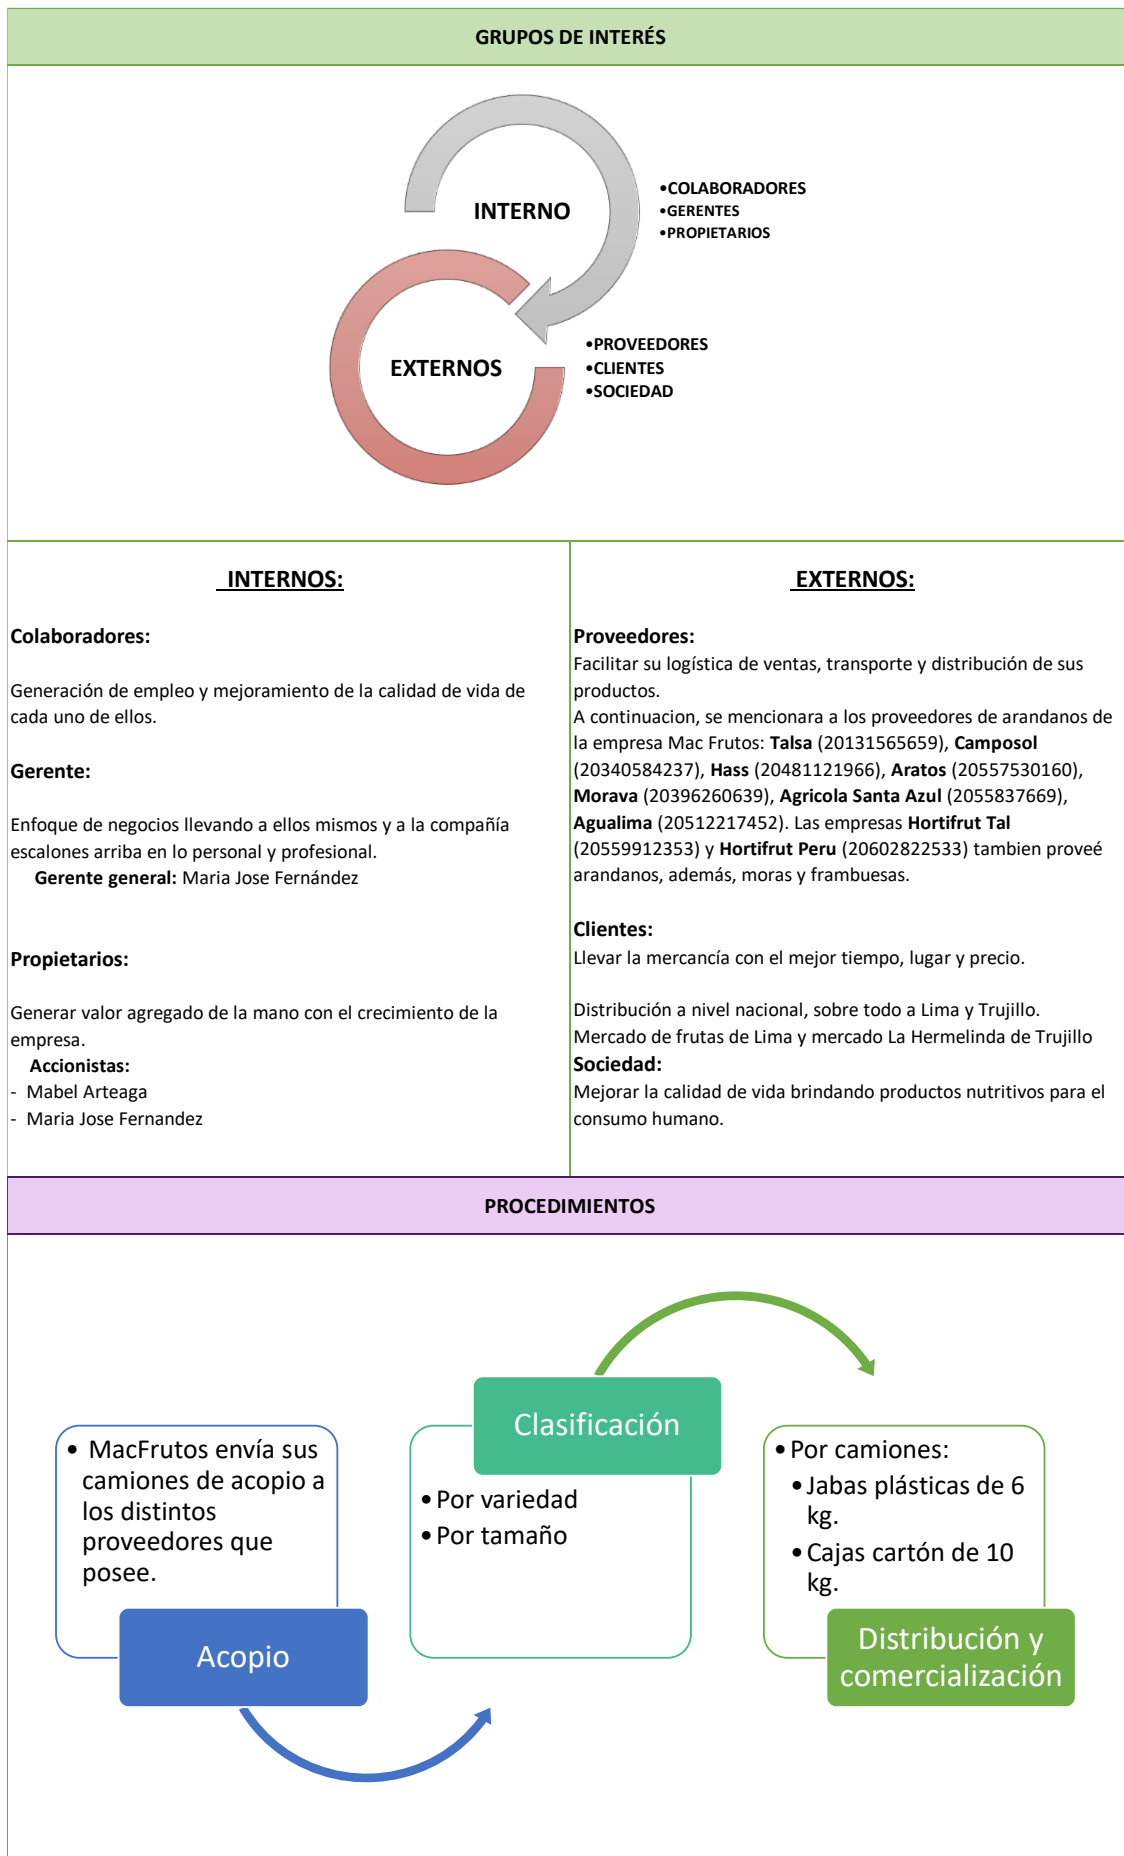 GRUPOS DE INTERÉS
INTERNO
•COLABORADORES
•GERENTES
•PROPIETARIOS
EXTERNOS
•PROVEEDORES
•CLIENTES
•SOCIEDAD
INTERNOS:
Colaboradores:
Generación de empleo y mejoramiento de la calidad de vida de
cada uno de ellos.
Gerente:
Enfoque de negocios llevando a ellos mismos y a la compañía
escalones arriba en lo personal y profesional.
Gerente general: Maria Jose Fernández
Propietarios:
Generar valor agregado de la mano con el crecimiento de la
empresa.
Accionistas:
- Mabel Arteaga
- Maria Jose Fernandez
EXTERNOS:
Proveedores:
Facilitar su logística de ventas, transporte y distribución de sus
productos.
A continuacion, se mencionara a los proveedores de arandanos de
la empresa Mac Frutos: Talsa (20131565659), Camposol
(20340584237), Hass (20481121966), Aratos (20557530160),
Morava (20396260639), Agricola Santa Azul (2055837669),
Agualima (20512217452). Las empresas Hortifrut Tal
(20559912353) y Hortifrut Peru (20602822533) tambien proveé
arandanos, además, moras y frambuesas.
Clientes:
Llevar la mercancía con el mejor tiempo, lugar y precio.
Distribución a nivel nacional, sobre todo a Lima y Trujillo.
Mercado de frutas de Lima y mercado La Hermelinda de Trujillo
Sociedad:
Mejorar la calidad de vida brindando productos nutritivos para el
consumo humano.
PROCEDIMIENTOS
• MacFrutos envía sus
camiones de acopio a
los distintos
proveedores que
posee.
Acopio
Clasificación
•Por variedad
•Por tamaño
•Por camiones:
•Jabas plásticas de 6
kg.
•Cajas cartón de 10
kg.
Distribución y
comercialización